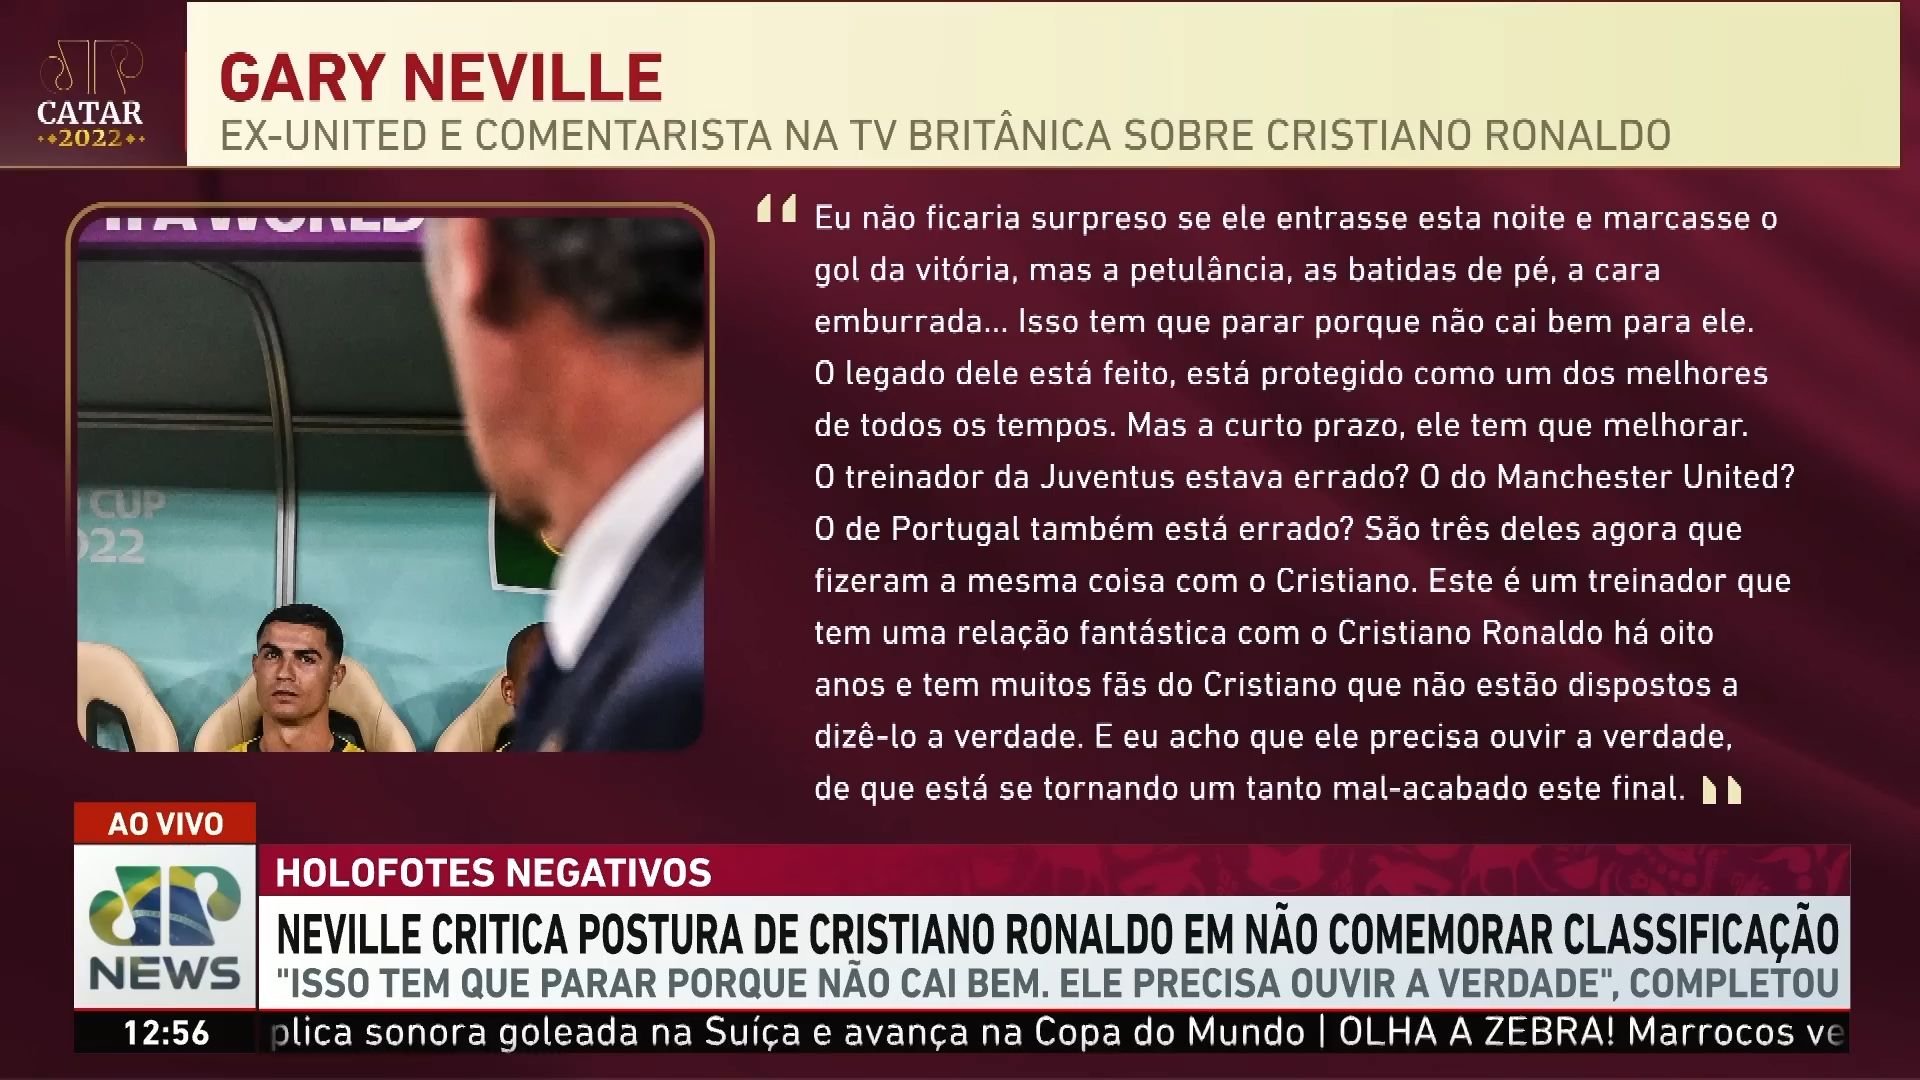 JP
CATAR
2022
GARY NEVILLE
EX-UNITED E COMENTARISTA NA TV BRITÂNICA SOBRE CRISTIANO RONALDO
WORLD
CUP
022
Eu não ficaria surpreso se ele entrasse esta noite e marcasse o
gol da vitória, mas a petulância, as batidas de pé, a cara
emburrada... Isso tem que parar porque não cai bem para ele.
O legado dele está feito, está protegido como um dos melhores
de todos os tempos. Mas a curto prazo, ele tem que melhorar.
O treinador da Juventus estava errado? O do Manchester United?
O de Portugal também está errado? São três deles agora que
fizeram a mesma coisa com o Cristiano. Este é um treinador que
tem uma relação fantástica com o Cristiano Ronaldo há oito
anos e tem muitos fãs do Cristiano que não estão dispostos a
dizê-lo a verdade. E eu acho que ele precisa ouvir a verdade,
de que está se tornando um tanto mal-acabado este final.
AO VIVO
JP
NEWS
HOLOFOTES NEGATIVOS
NEVILLE CRITICA POSTURA DE CRISTIANO RONALDO EM NÃO COMEMORAR CLASSIFICAÇÃO
"ISSO TEM QUE PARAR PORQUE NÃO CAI BEM. ELE PRECISA OUVIR A VERDADE", COMPLETOU
12:56
plica sonora goleada na Suíça e avança na Copa do Mundo | OLHA A ZEBRA! Marrocos ve